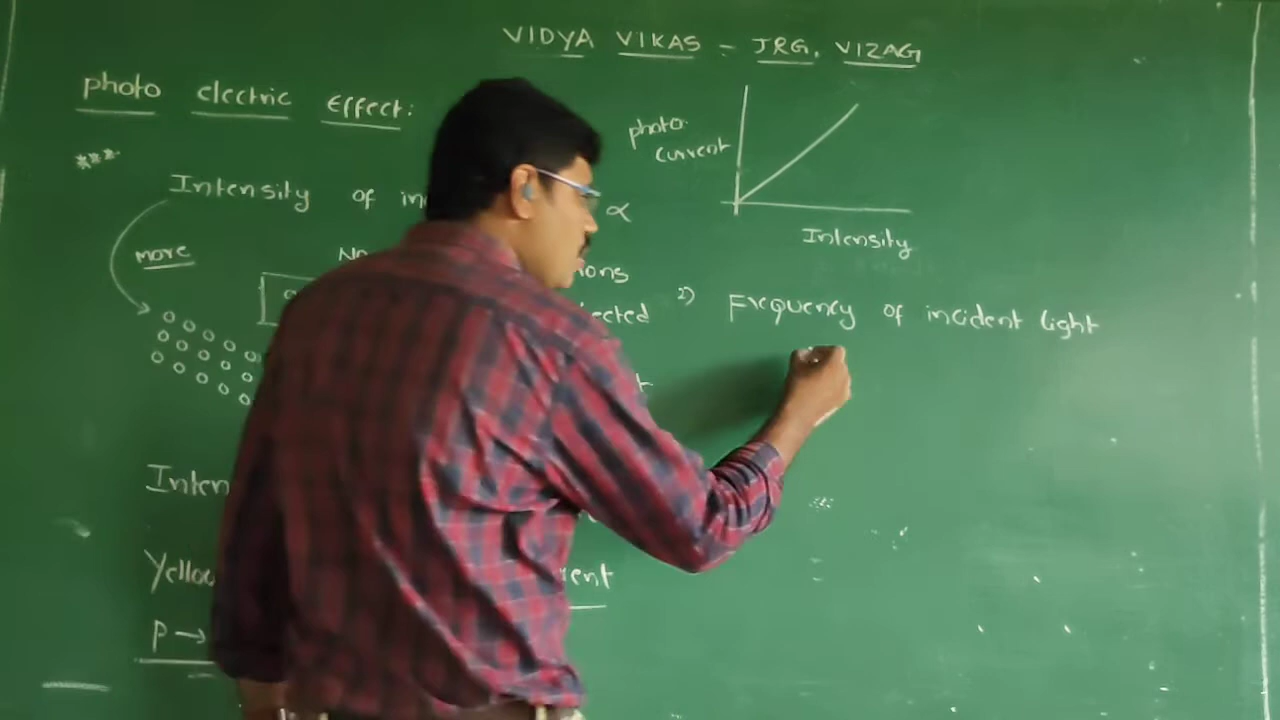 VIDYA VIKAS - JRG, VIZAG
photo electric Effect:
***
Intensity of in ∝
more
No ons
ected
Inten
Yellow rent
P →
photo
current
Intensity
2) Frequency of incident light